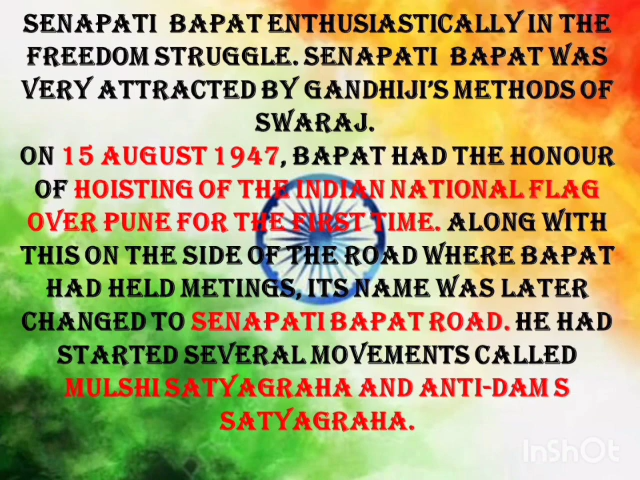 SENAPATI BAPAT ENTHUSIASTICALLY IN THE
FREEDOM STRUGGLE. SENAPATI BAPAT WAS
VERY ATTRACTED BY GANDHIJI'S METHODS OF
SWARAJ.
ON 15 AUGUST 1947, BAPAT HAD THE HONOUR
OF HOISTING OF THE INDIAN NATIONAL FLAG
OVER PUNE FOR THE FIRST TIME. ALONG WITH
THIS ON THE SIDE OF THE ROAD WHERE BAPAT
HAD HELD METINGS, ITS NAME WAS LATER
CHANGED TO SENAPATI BAPAT ROAD. HE HAD
STARTED SEVERAL MOVEMENTS CALLED
MULSHI SATYAGRAHA AND ANTI-DAM S
SATYAGRAHA.
InShOt